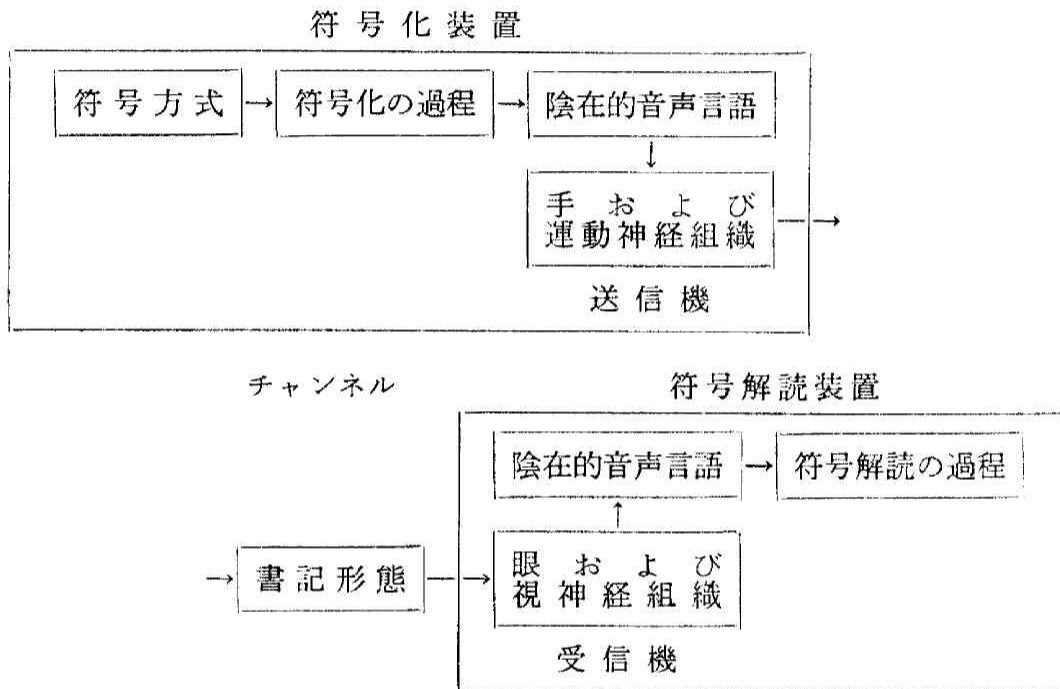 符号化装置
符号方式→符号化の過程→陰在的音声言語
↓
手および
運動神経組織→
送信機
チャンネル
符号解読装置
陰在的音声言語→符号解読の過程
↑
→書記形態→眼および
視神経組織
受信機